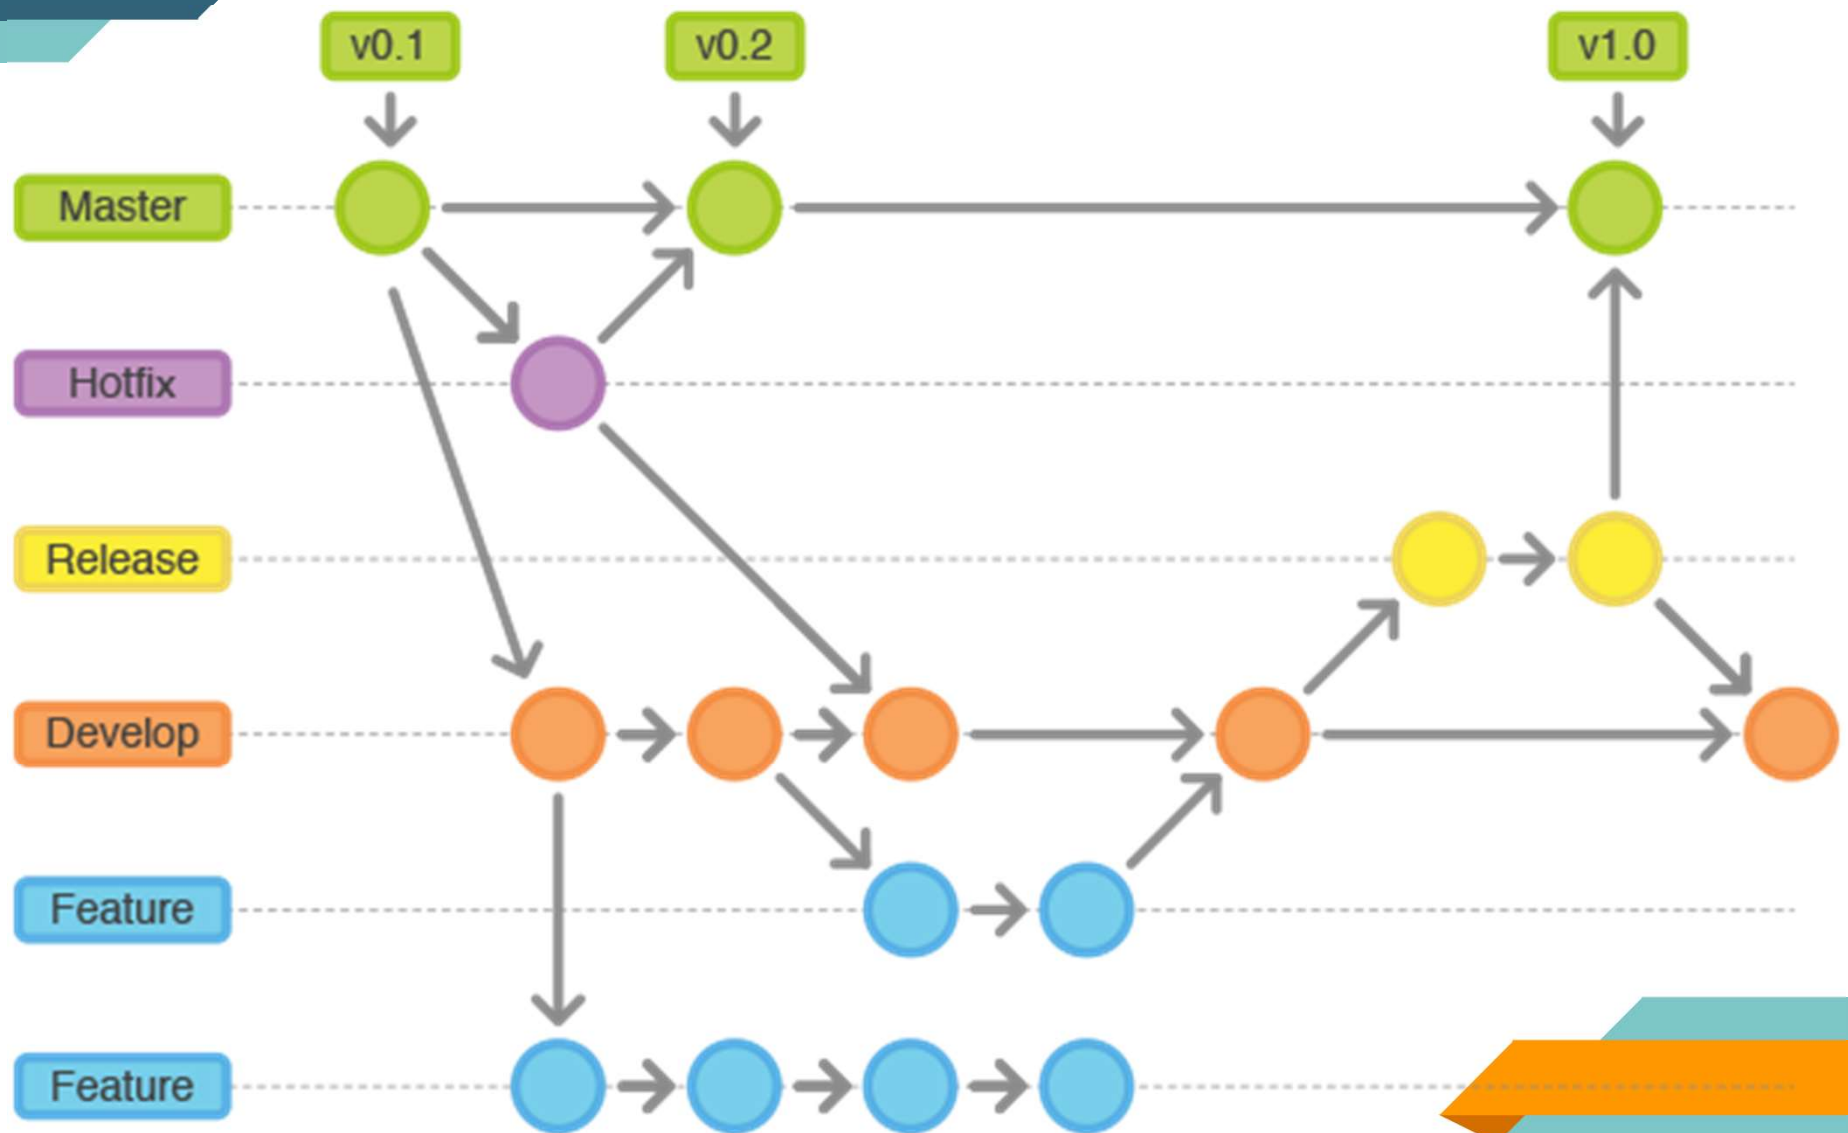 v0.1
v0.2
v1.0
Master
Hotfix
Release
Develop
Feature
Feature